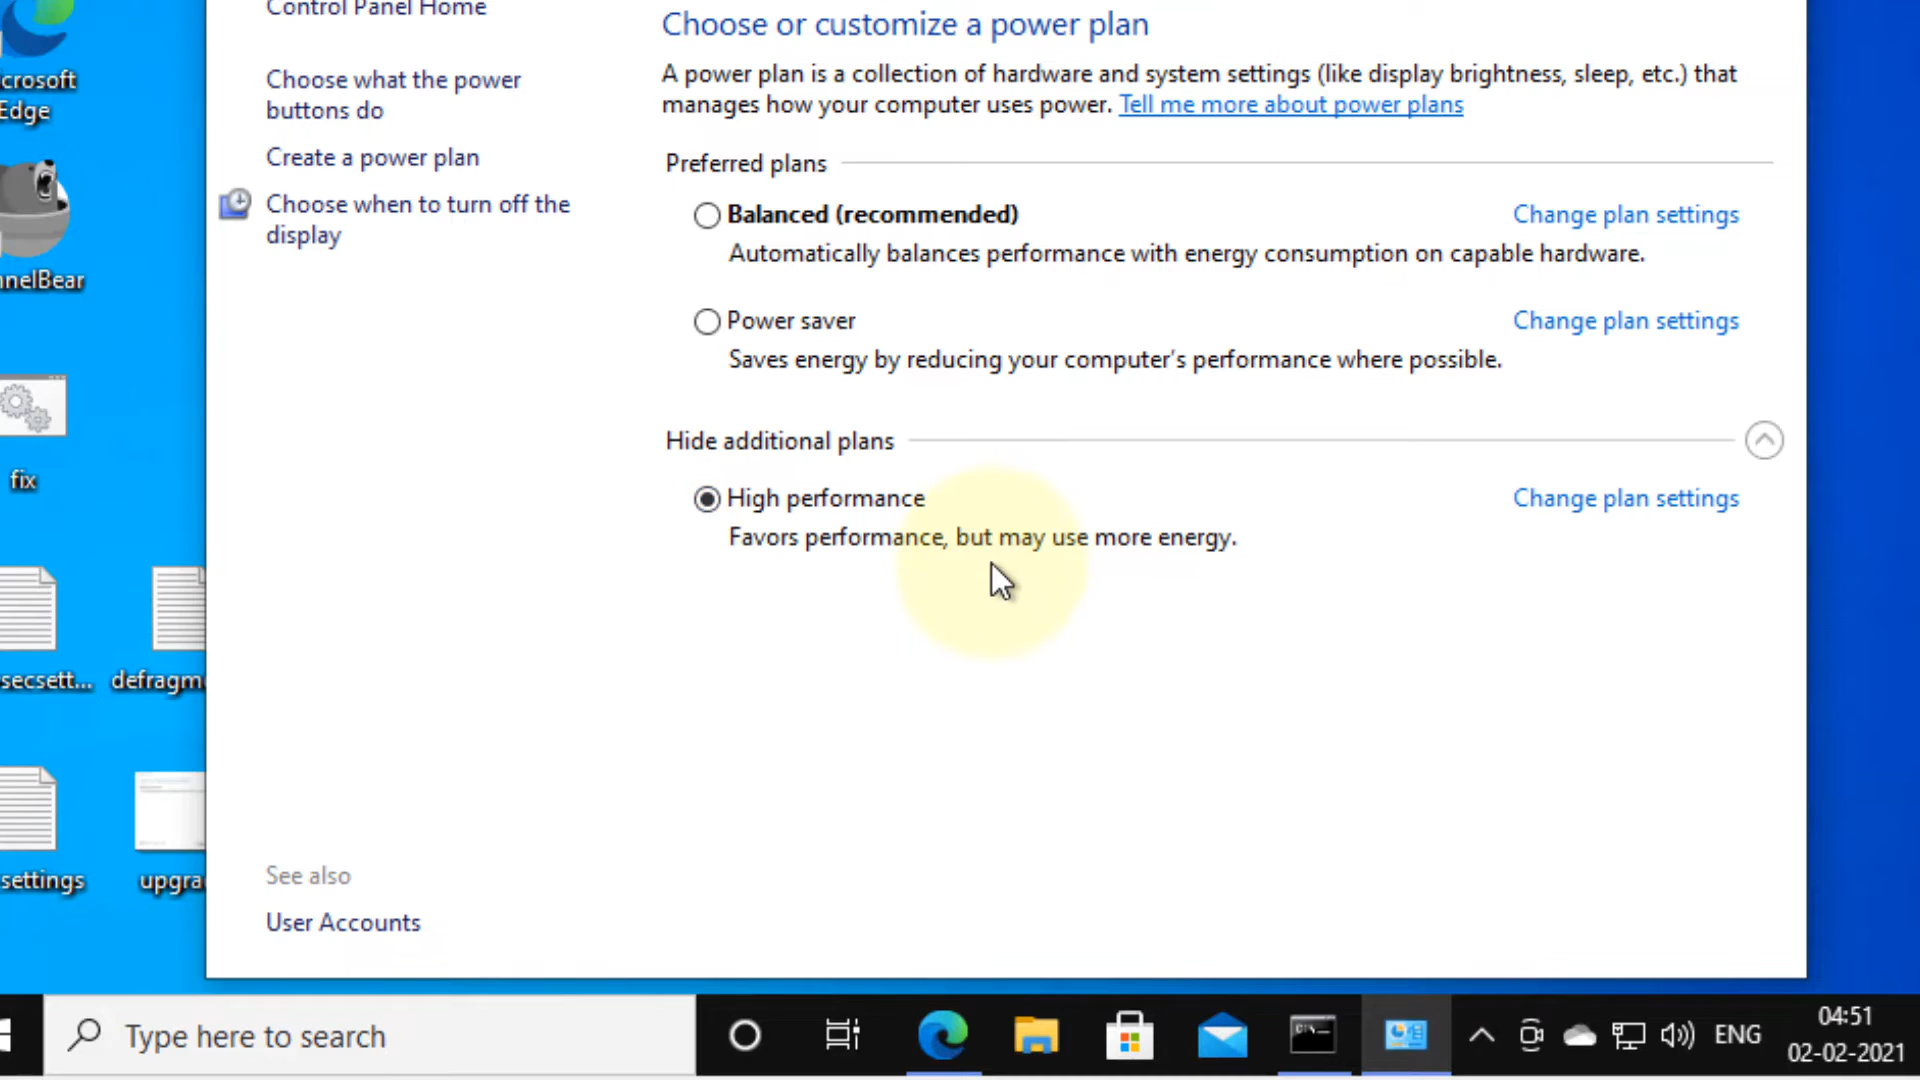 Control Panel Home
Choose what the power
buttons do
Create a power plan
Choose when to turn off the
display
See also
User Accounts
Choose or customize a power plan
A power plan is a collection of hardware and system settings (like display brightness, sleep, etc.) that
manages how your computer uses power. Tell me more about power plans
Preferred plans
Balanced (recommended) Change plan settings
Automatically balances performance with energy consumption on capable hardware.
Power saver Change plan settings
Saves energy by reducing your computer's performance where possible.
Hide additional plans
High performance Change plan settings
Favors performance, but may use more energy.
crosoft
Edge
nnelBear
fix
secsett...
defragm
settings
upgra
Type here to search
C:\_
ENG
04:51
02-02-2021